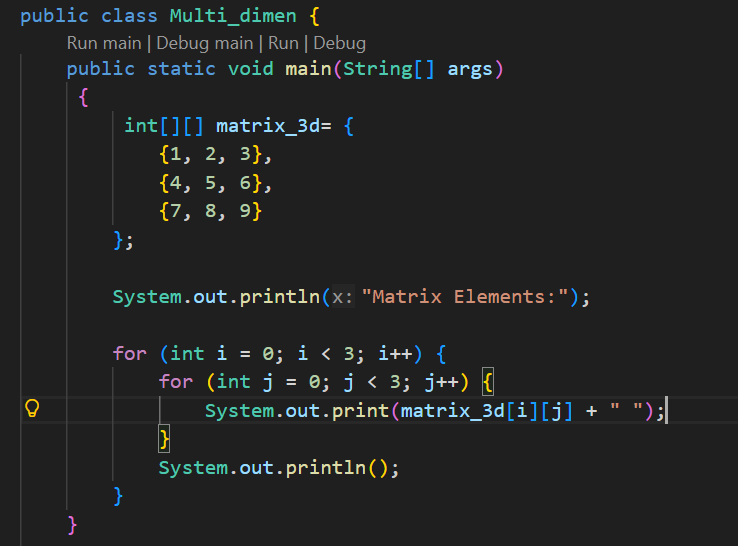 public class Multi_dimen {
Run main | Debug main | Run | Debug
public static void main(String[] args)
{
int[][] matrix_3d= {
{1, 2, 3},
{4, 5, 6},
{7, 8, 9}
};
System.out.println(x: "Matrix Elements:");
for (int i = 0; i < 3; i++) {
for (int j = 0; j < 3; j++) {
System.out.print(matrix_3d[i][j] + " ");
}
System.out.println();
}
}